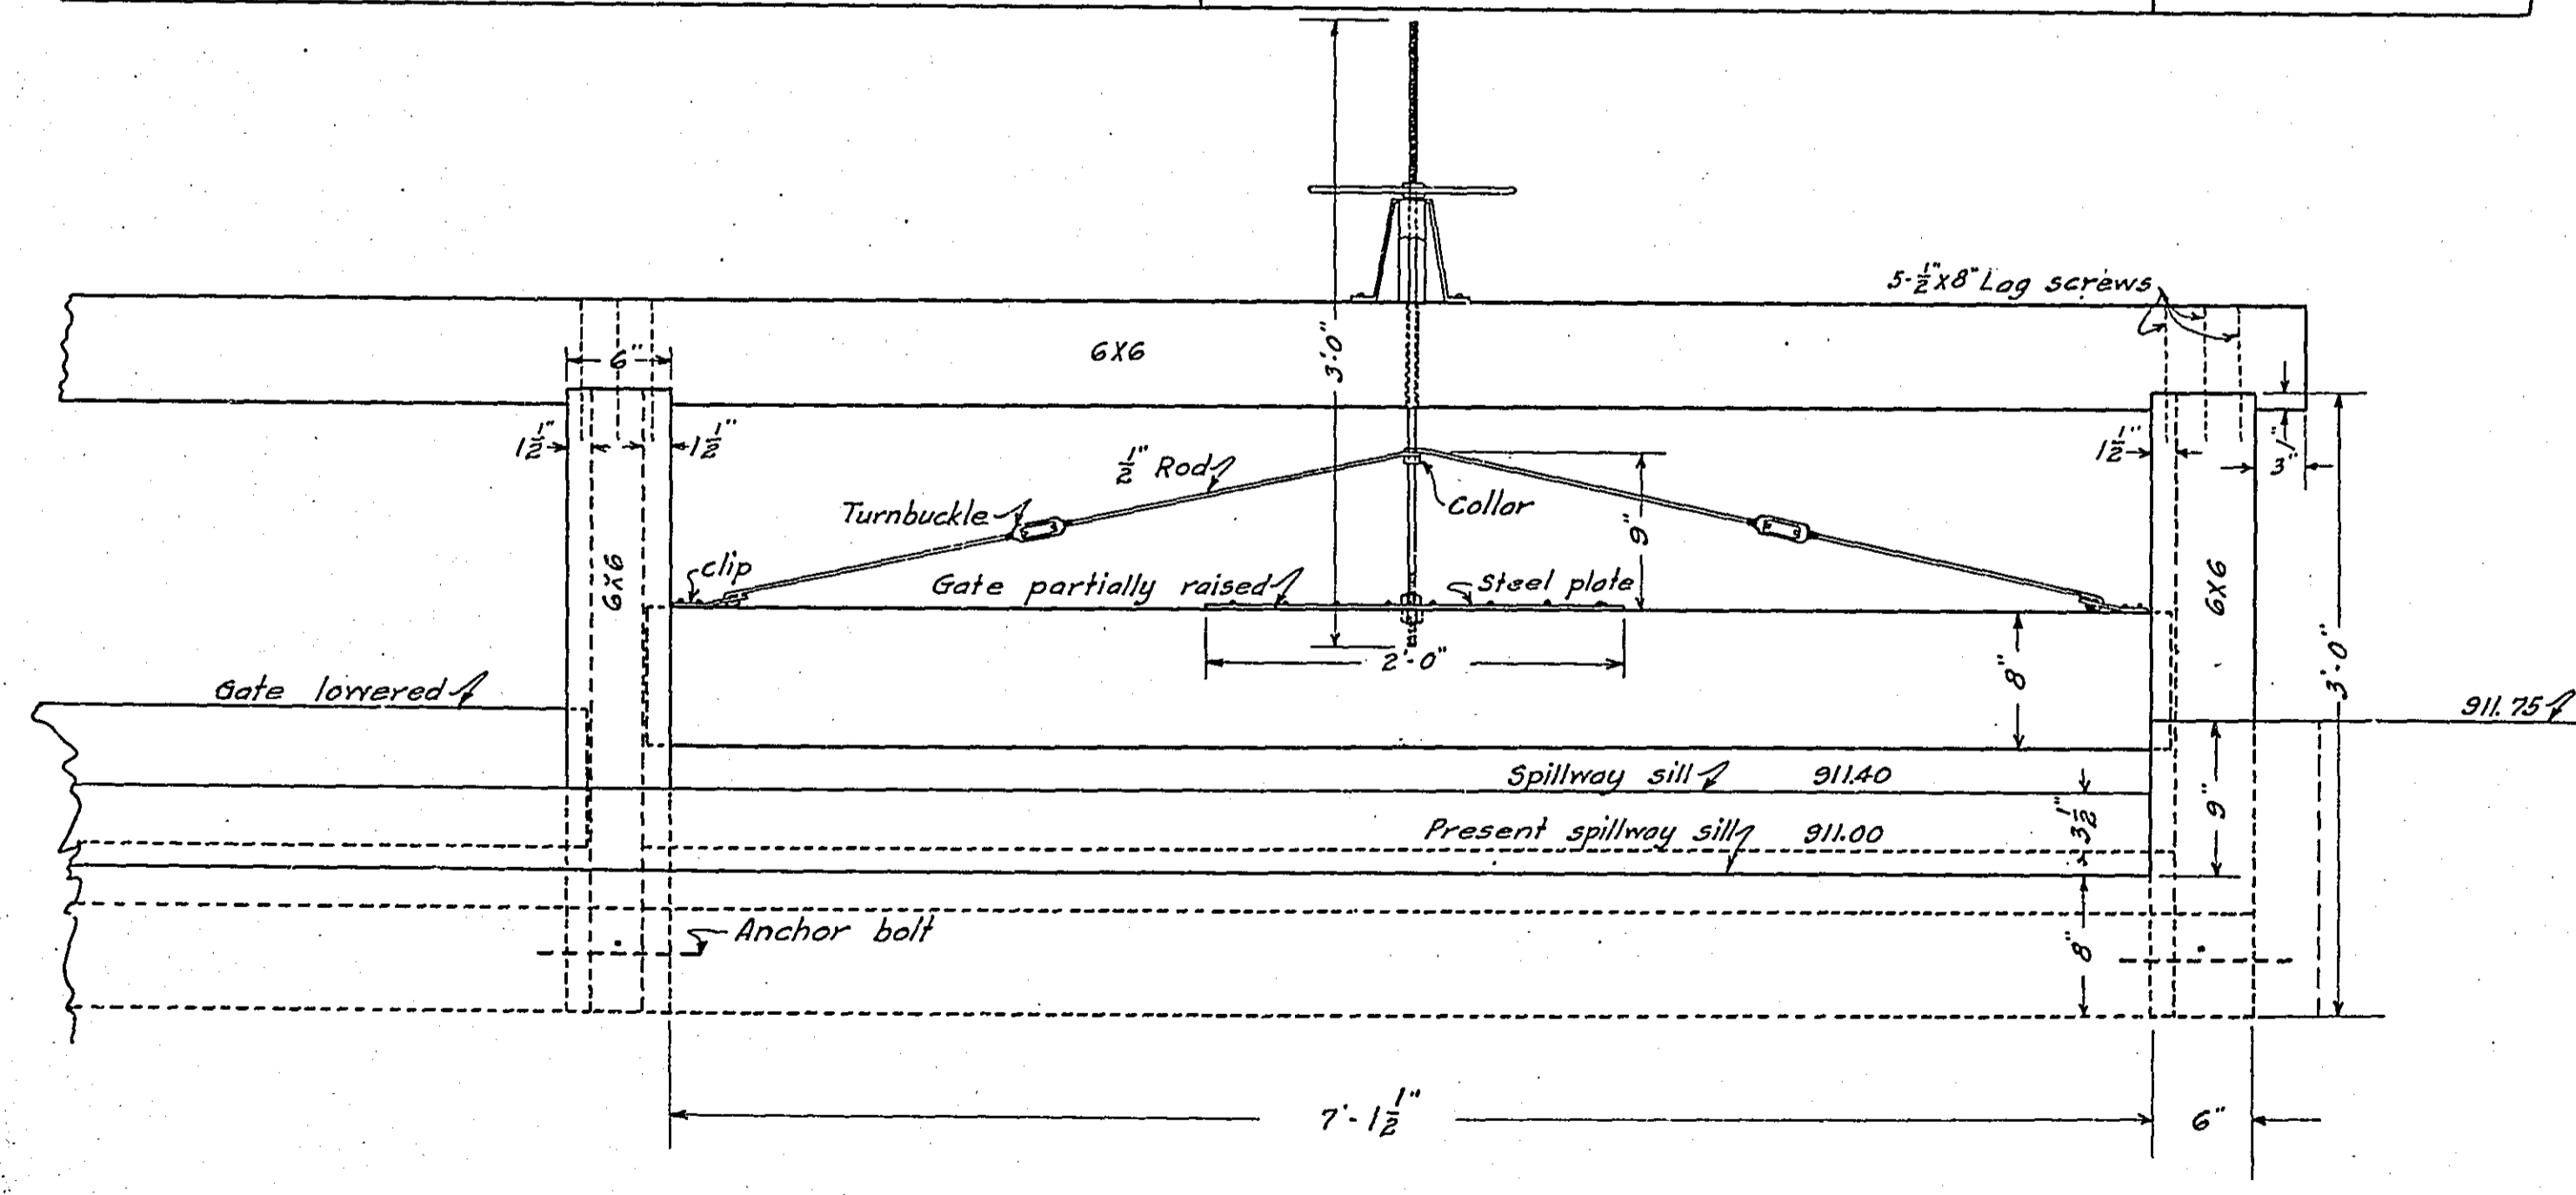 3'-0"
5-1/2"x8" Lag screws
6"
6X6
1 1/2"
1 1/2"
1 1/2"
1"
3"
1/2" Rod
Turnbuckle
Collar
9"
clip
6X6
Gate partially raised
Steel plate
6X6
2'-0"
8"
3'-0"
Gate lowered
911.75
Spillway sill 911.40
9"
3 1/2"
Present spillway sill 911.00
Anchor bolt
8"
7'-1 1/2"
6"